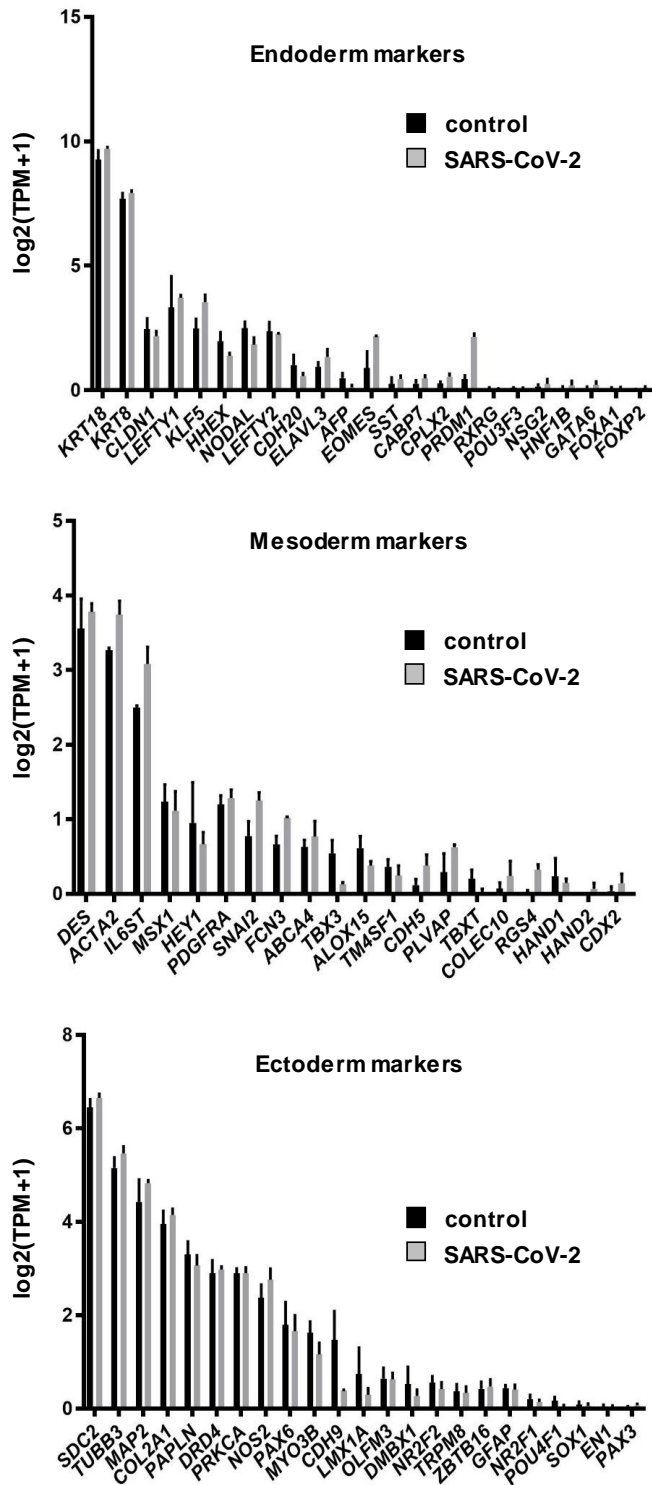 15
Endoderm markers
control
10
SARS-CoV-2
log2(TPM+1)
5
0
KRT18
KRT8
CLDN1
LEFTY1
KLF5
HHEX
NODAL
LEFTY2
CDH20
ELAVL3
AFP
EOMES
SST
CABP7
CPLX2
PRDM1
RXRG
POU3F3
NSG2
HNF1B
GATA6
FOXA1
FOXP2
5
Mesoderm markers
4
control
SARS-CoV-2
3
log2(TPM+1)
2
1
0
DES
ACTA2
IL6ST
MSX1
HEY1
PDGFRA
SNAI2
FCN3
ABCA4
TBX3
ALOX15
TM4SF1
CDH5
PLVAP
TBXT
COLEC10
RGS4
HAND1
HAND2
CDX2
8
Ectoderm markers
6
control
SARS-CoV-2
log2(TPM+1)
4
2
0
SDC2
TUBB3
MAP2
COL2A1
PAPLN
DRD4
PRKCA
NOS2
PAX6
MYO3B
CDH9
LMX1A
OLFM3
DMBX1
NR2F2
TRPM8
ZBTB16
GFAP
NR2F1
POU4F1
SOX1
EN1
PAX3